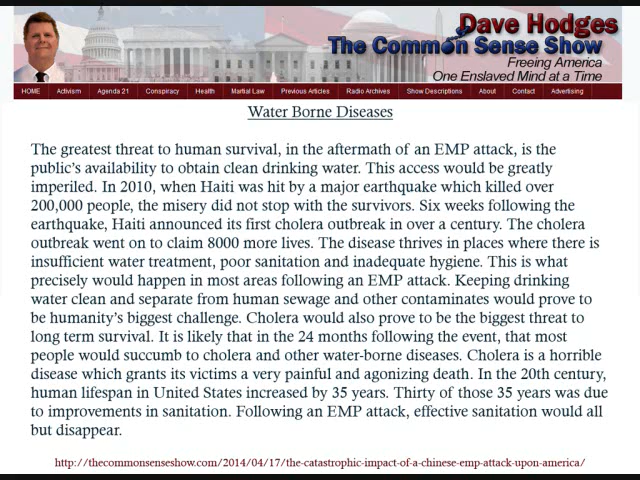 Dave Hodges
The Common Sense Show
Freeing America
One Enslaved Mind at a Time
HOME Activism Agenda 21 Conspiracy Health Martial Law Previous Articles Radio Archives Show Descriptions About Contact Advertising
Water Borne Diseases
The greatest threat to human survival, in the aftermath of an EMP attack, is the
public's availability to obtain clean drinking water. This access would be greatly
imperiled. In 2010, when Haiti was hit by a major earthquake which killed over
200,000 people, the misery did not stop with the survivors. Six weeks following the
earthquake, Haiti announced its first cholera outbreak in over a century. The cholera
outbreak went on to claim 8000 more lives. The disease thrives in places where there is
insufficient water treatment, poor sanitation and inadequate hygiene. This is what
precisely would happen in most areas following an EMP attack. Keeping drinking
water clean and separate from human sewage and other contaminates would prove to
be humanity's biggest challenge. Cholera would also prove to be the biggest threat to
long term survival. It is likely that in the 24 months following the event, that most
people would succumb to cholera and other water-borne diseases. Cholera is a horrible
disease which grants its victims a very painful and agonizing death. In the 20th century,
human lifespan in United States increased by 35 years. Thirty of those 35 years was due
to improvements in sanitation. Following an EMP attack, effective sanitation would all
but disappear.
http://thecommonsenseshow.com/2014/04/17/the-catastrophic-impact-of-a-chinese-emp-attack-upon-america/